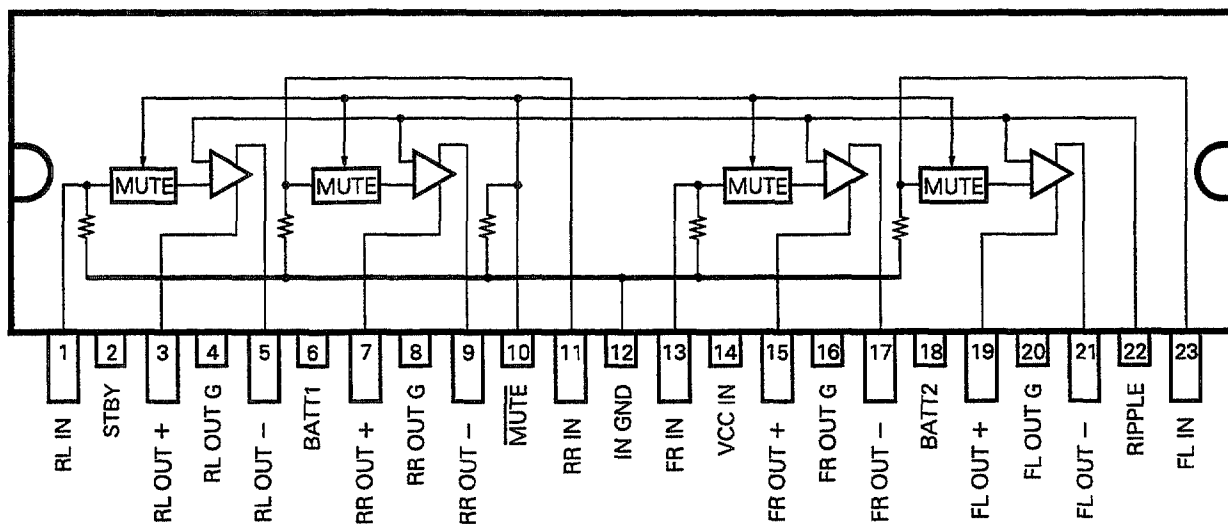 MUTE
MUTE
MUTE
MUTE
1
2
3
4
5
6
7
8
9
10
11
12
13
14
15
16
17
18
19
20
21
22
23
RL IN
STBY
RL OUT +
RL OUT G
RL OUT −
BATT1
RR OUT +
RR OUT G
RR OUT −
MUTE
RR IN
IN GND
FR IN
VCC IN
FR OUT +
FR OUT G
FR OUT −
BATT2
FL OUT +
FL OUT G
FL OUT −
RIPPLE
FL IN